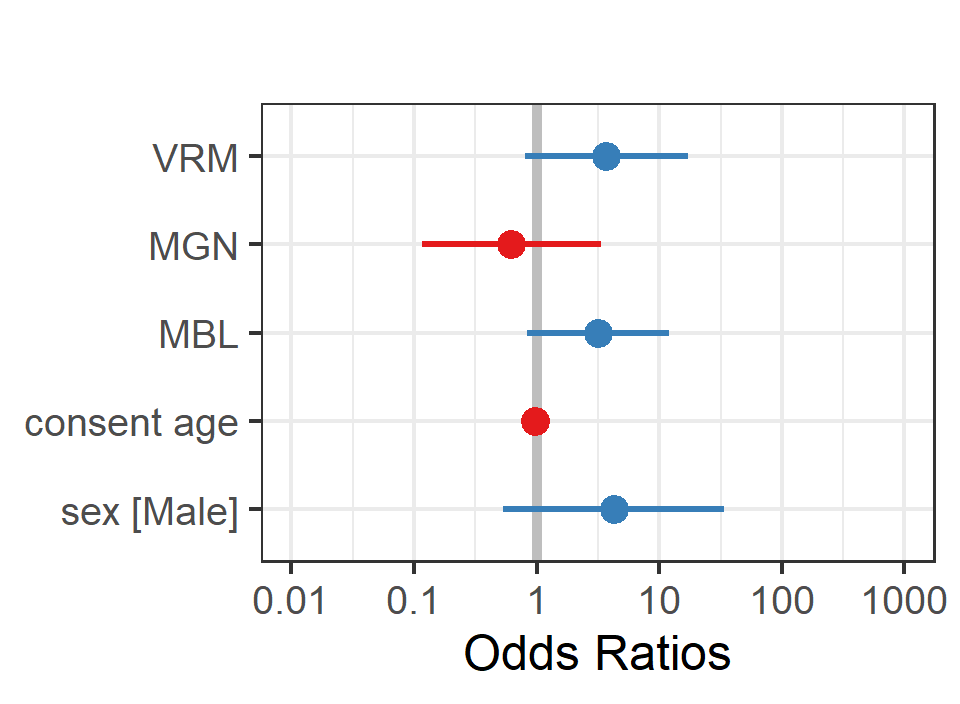 VRM
MGN
MBL
consent age
sex [Male]
0.01 0.1 1 10 100 1000
Odds Ratios